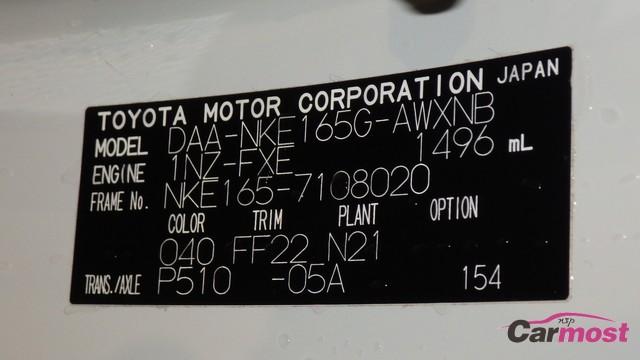 TOYOTA MOTOR CORPORATION JAPAN
MODEL DAA-NKE165G-AWXNB
ENGINE 1NZ-FXE 1496 mL
FRAME No. NKE165-7108020
COLOR TRIM PLANT OPTION
040 FF22 N21
TRANS./AXLE P510 -05A 154
nsp
Carmost